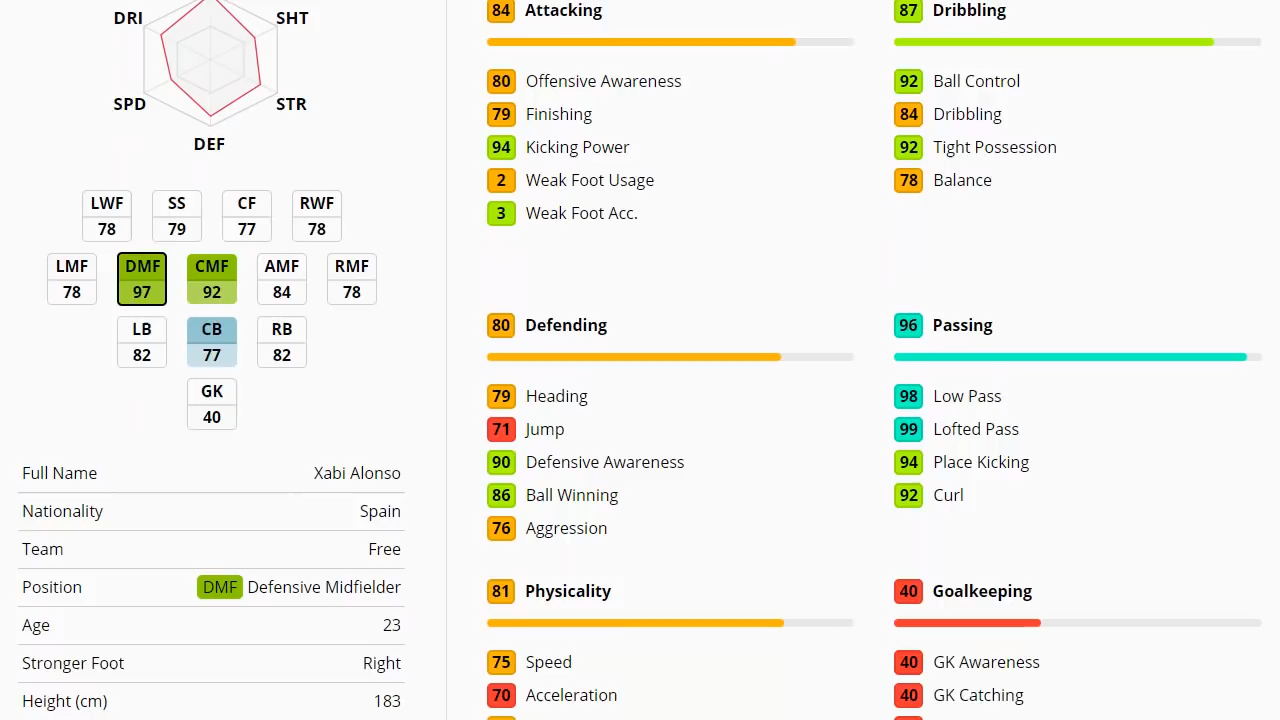 DRI
SHT
SPD
STR
DEF
LWF
SS
CF
RWF
78
79
77
78
LMF
DMF
CMF
AMF
RMF
78
97
92
84
78
LB
CB
RB
82
77
82
GK
40
Full Name Xabi Alonso
Nationality Spain
Team Free
Position DMF Defensive Midfielder
Age 23
Stronger Foot Right
Height (cm) 183
84 Attacking
80 Offensive Awareness
79 Finishing
94 Kicking Power
2 Weak Foot Usage
3 Weak Foot Acc.
87 Dribbling
92 Ball Control
84 Dribbling
92 Tight Possession
78 Balance
80 Defending
79 Heading
71 Jump
90 Defensive Awareness
86 Ball Winning
76 Aggression
96 Passing
98 Low Pass
99 Lofted Pass
94 Place Kicking
92 Curl
81 Physicality
75 Speed
70 Acceleration
40 Goalkeeping
40 GK Awareness
40 GK Catching